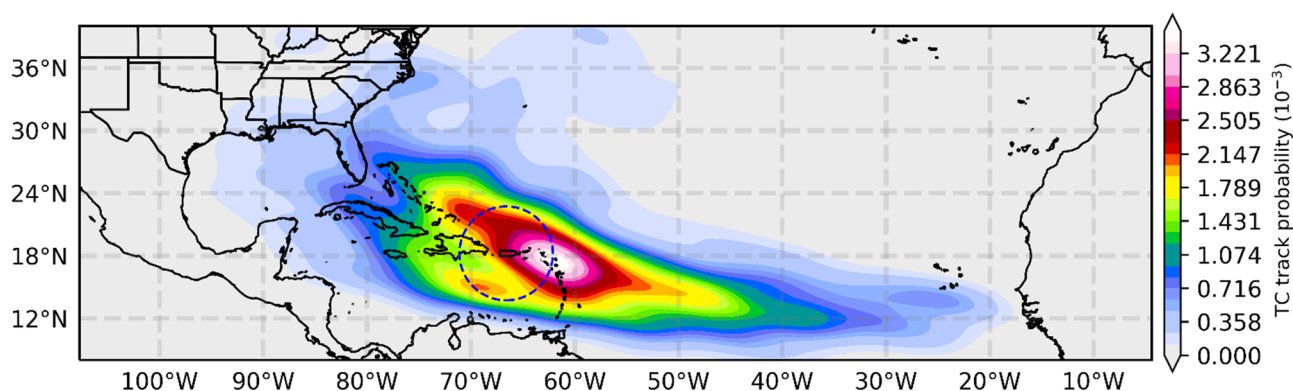 36°N
30°N
24°N
18°N
12°N
100°W 90°W 80°W 70°W 60°W 50°W 40°W 30°W 20°W 10°W
3.221
2.863
2.505
2.147
1.789
1.431
1.074
0.716
0.358
0.000
TC track probability (10⁻³)